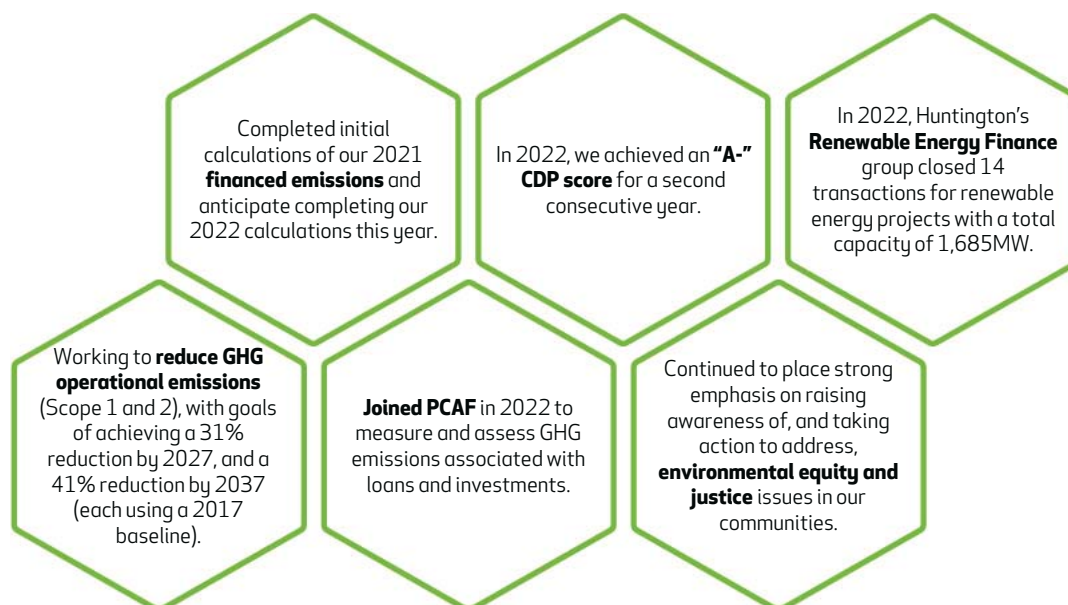 Completed initial
calculations of our 2021
financed emissions and
anticipate completing our
2022 calculations this year.
In 2022, we achieved an “A-”
CDP score for a second
consecutive year.
In 2022, Huntington’s
Renewable Energy Finance
group closed 14
transactions for renewable
energy projects with a total
capacity of 1,685MW.
Working to reduce GHG
operational emissions
(Scope 1 and 2), with goals
of achieving a 31%
reduction by 2027, and a
41% reduction by 2037
(each using a 2017
baseline).
Joined PCAF in 2022 to
measure and assess GHG
emissions associated with
loans and investments.
Continued to place strong
emphasis on raising
awareness of, and taking
action to address,
environmental equity and
justice issues in our
communities.